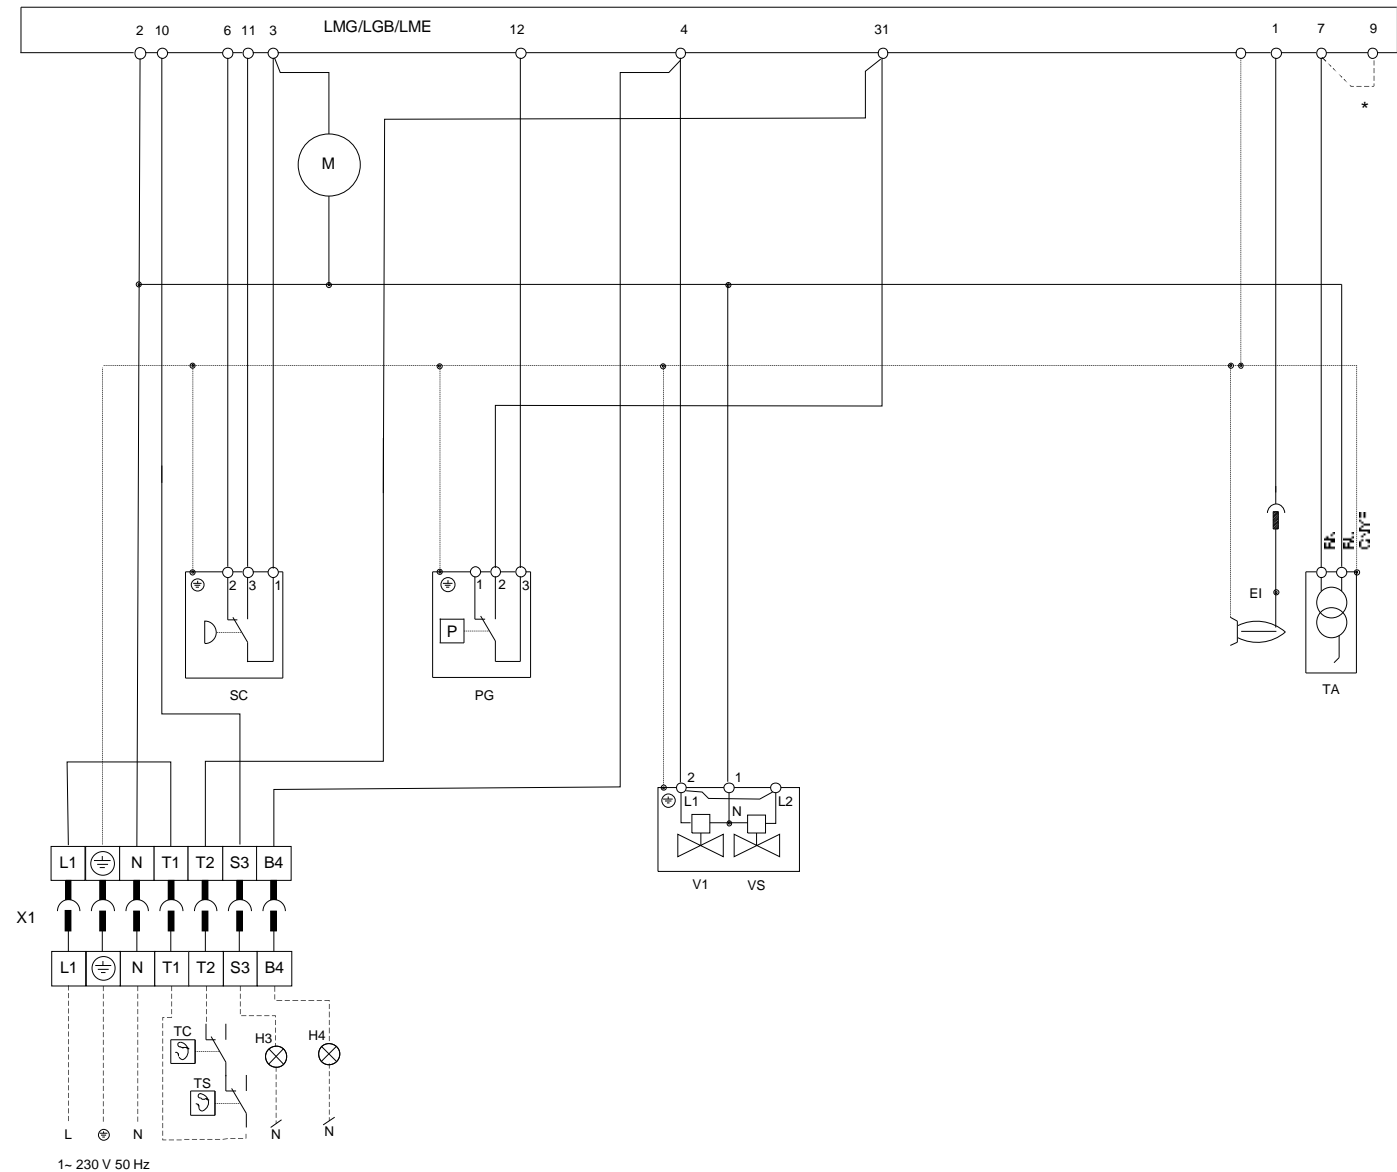 LMG/LGB/LME
2 10 6 11 3 12 4 31 1 7 9
*
M
2 3 1
1 2 3
P
EI
SC
PG
TA
2 1
L1 N L2
V1 VS
L1 N T1 T2 S3 B4
X1
L1 N T1 T2 S3 B4
TC
H3 H4
TS
L N N N
1~ 230 V 50 Hz